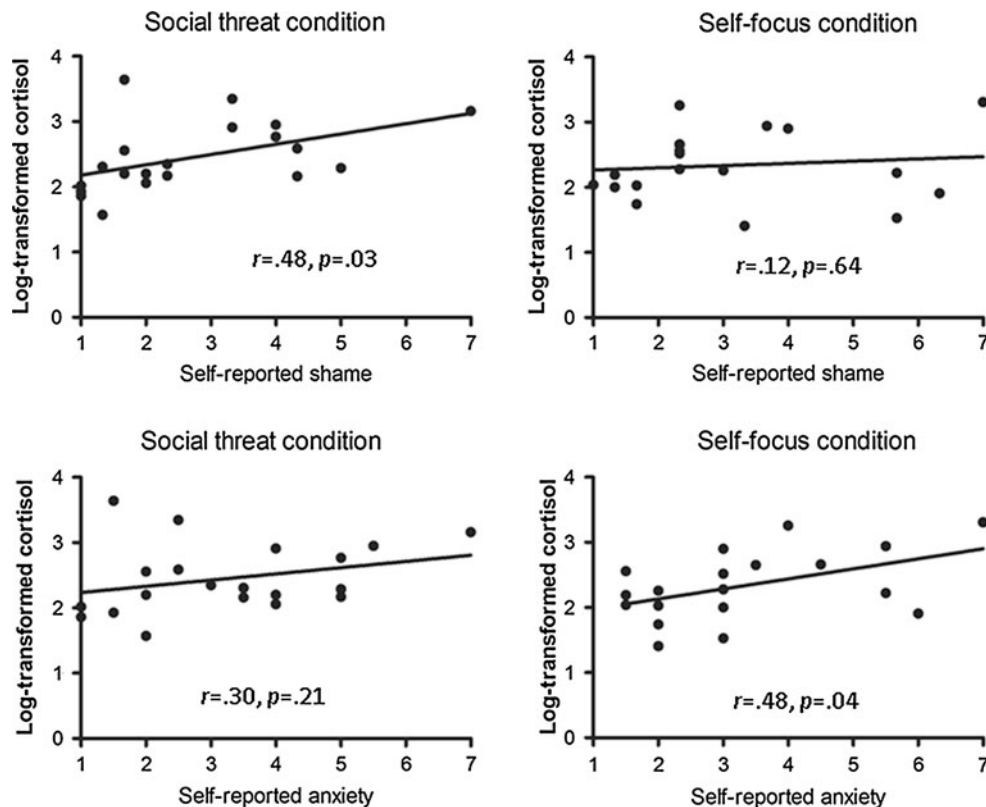 Social threat condition
Log-transformed cortisol
4
3
2
1
0
r=.48, p=.03
1 2 3 4 5 6 7
Self-reported shame
Self-focus condition
Log-transformed cortisol
4
3
2
1
0
r=.12, p=.64
1 2 3 4 5 6 7
Self-reported shame
Social threat condition
Log-transformed cortisol
4
3
2
1
0
r=.30, p=.21
1 2 3 4 5 6 7
Self-reported anxiety
Self-focus condition
Log-transformed cortisol
4
3
2
1
0
r=.48, p=.04
1 2 3 4 5 6 7
Self-reported anxiety